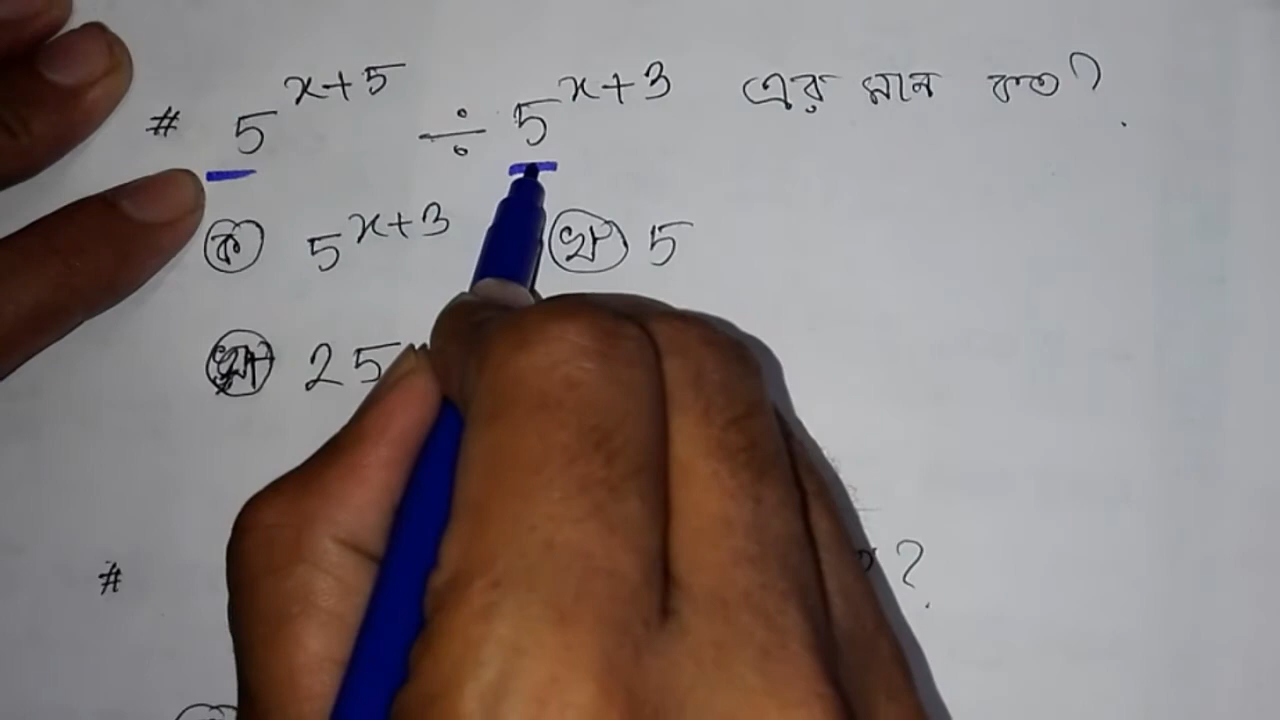 # 5^{x+5} ÷ 5^{x+3} এর মান কত?
ক 5^{x+3} খ 5
25
# ?